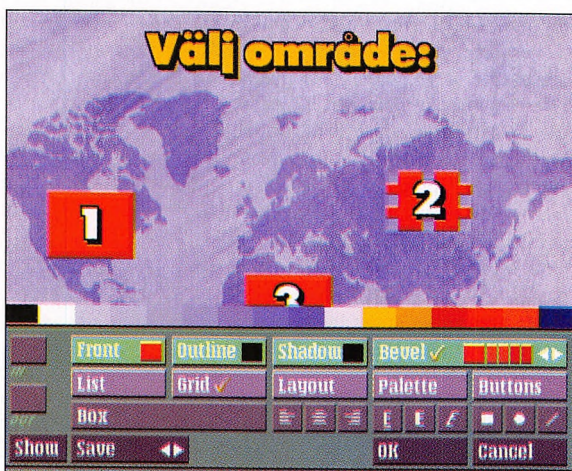 Välj område:
1
2
3
Front Outline Shadow Bevel
List Grid Layout Palette Buttons
Box E E F
Show Save OK Cancel